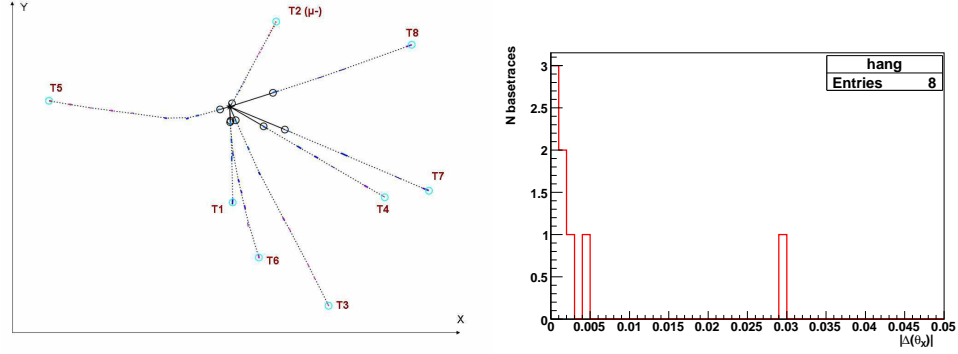 Y
T2 (μ-)
T8
T5
T7
T4
T1
T6
T3
X
N basetraces
hang
Entries 8
3
2.5
2
1.5
1
0.5
0
0 0.005 0.01 0.015 0.02 0.025 0.03 0.035 0.04 0.045 0.05
|Δ(θx)|